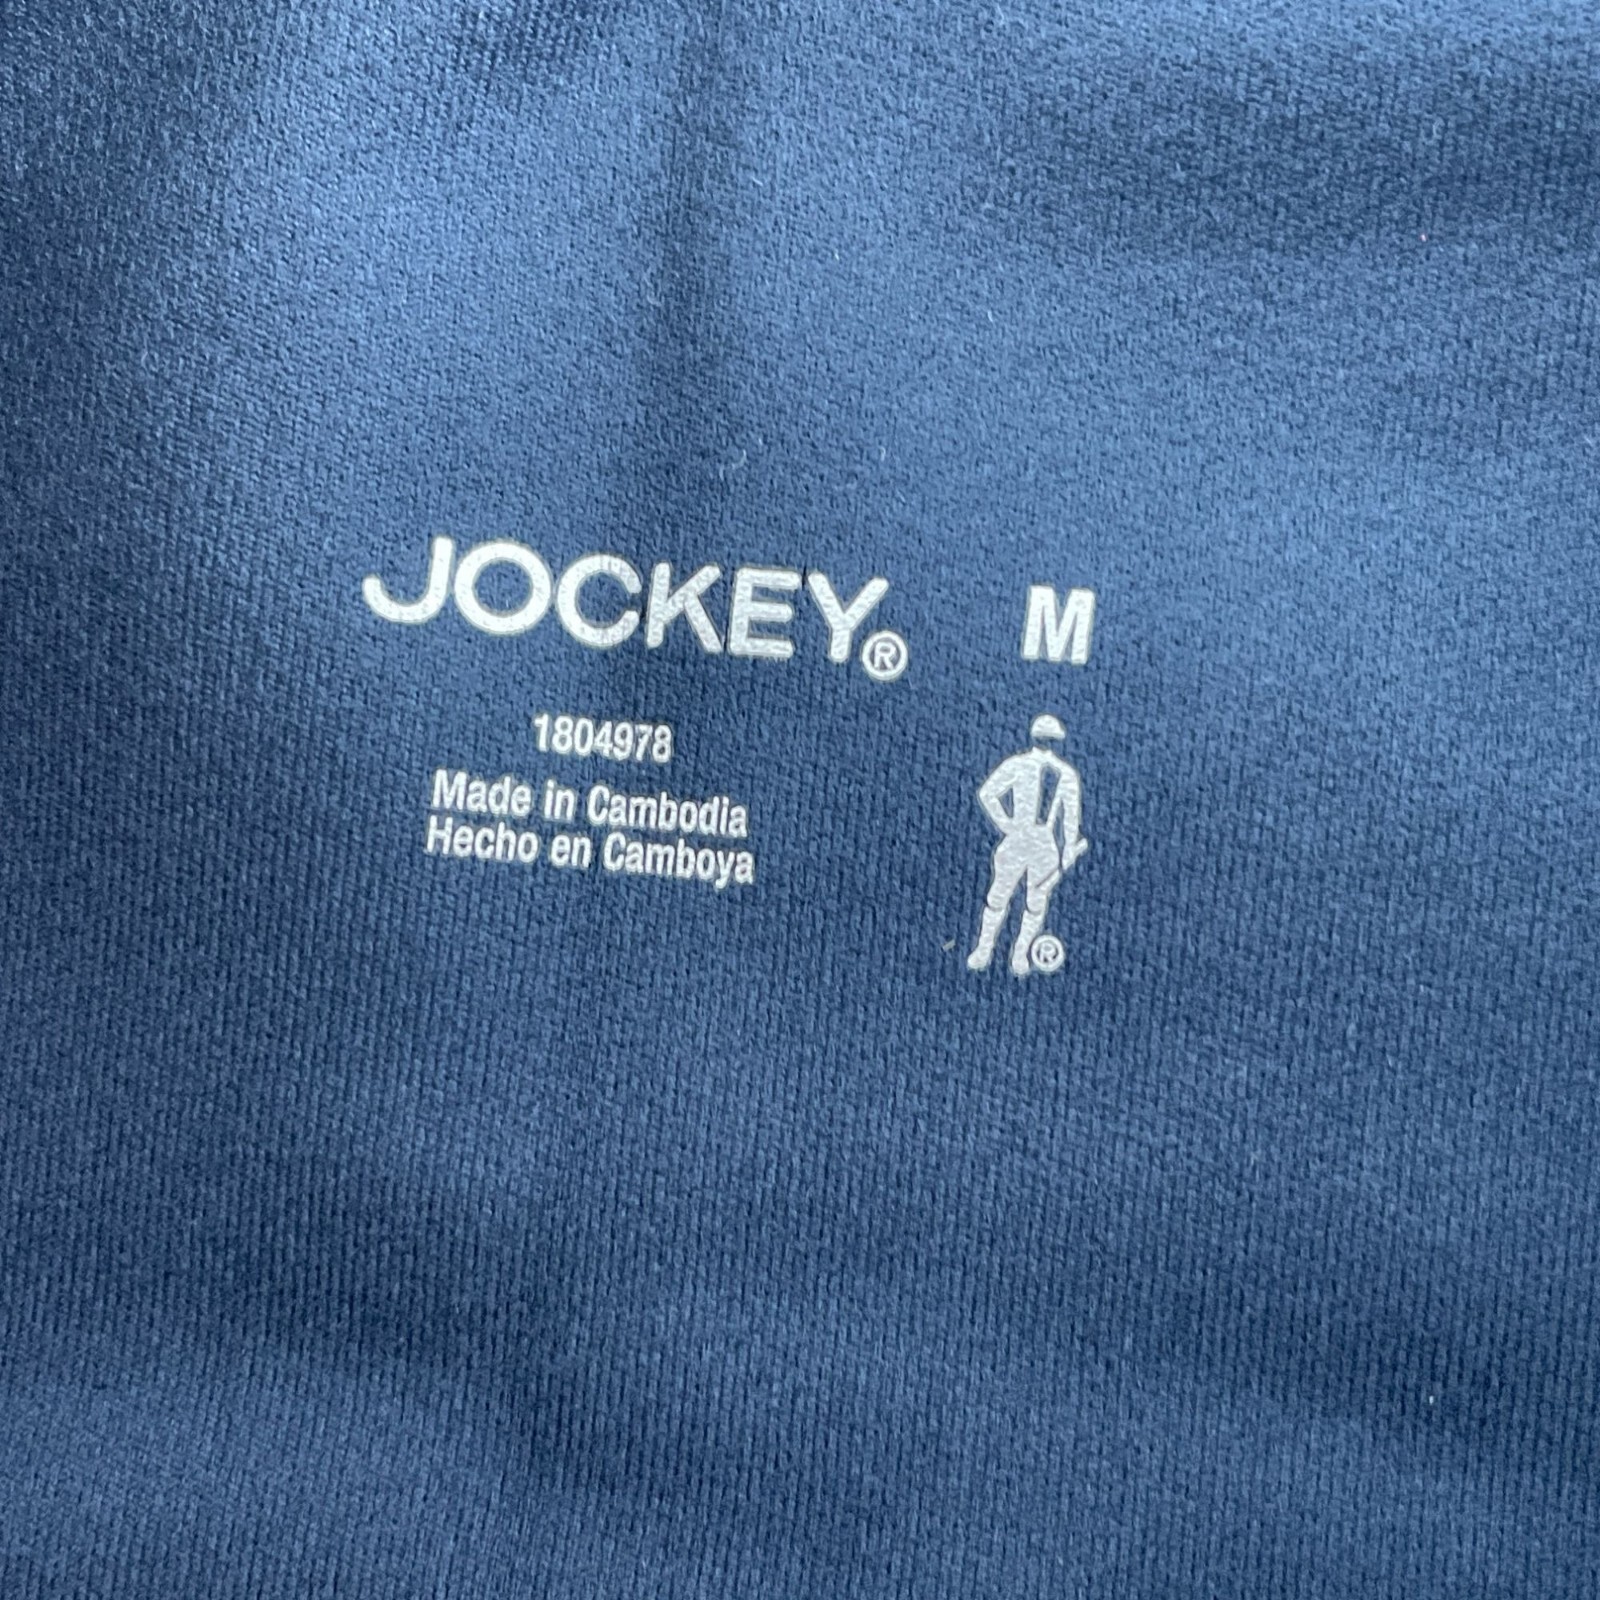 JOCKEY® M
1804978
Made in Cambodia
Hecho en Camboya
®